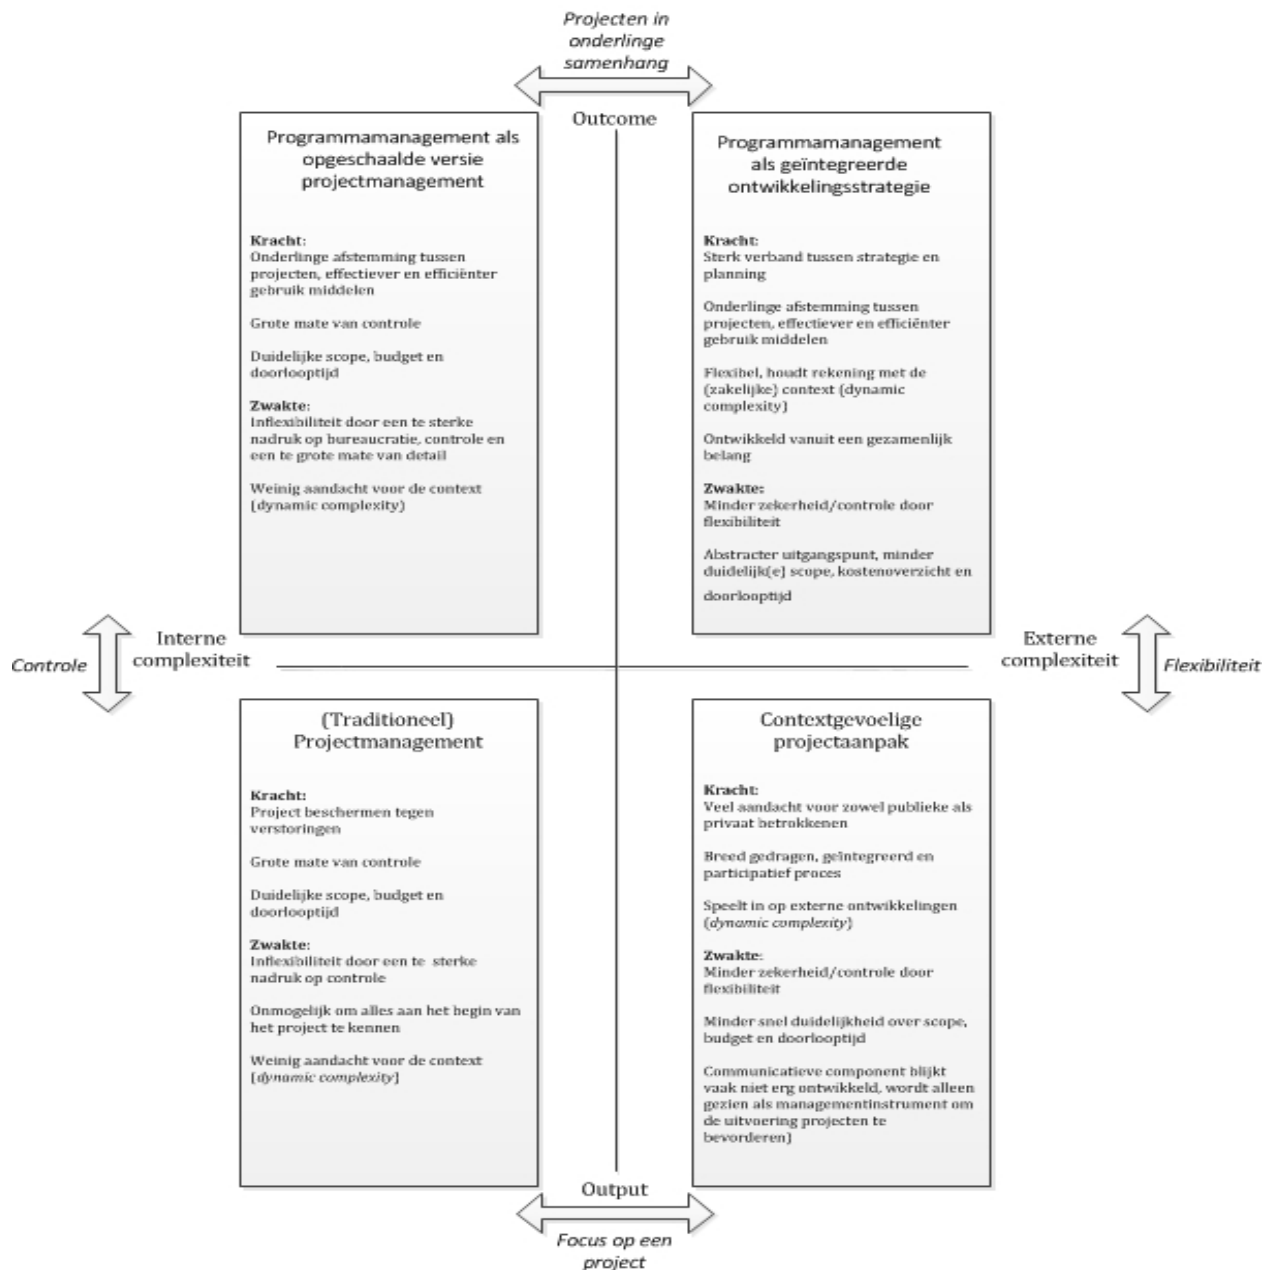 Projecten in
onderlinge
samenhang
Outcome
Programmamanagement als
opgeschaalde versie
projectmanagement
Kracht:
Onderlinge afstemming tussen
projecten, effectiever en efficiënter
gebruik middelen
Grote mate van controle
Duidelijke scope, budget en
doorlooptijd
Zwakte:
Inflexibiliteit door een te sterke
nadruk op bureaucratie, controle en
een te grote mate van detail
Weinig aandacht voor de context
(dynamic complexity)
Programmamanagement
als geïntegreerde
ontwikkelingsstrategie
Kracht:
Sterk verband tussen strategie en
planning
Onderlinge afstemming tussen
projecten, effectiever en efficiënter
gebruik middelen
Flexibel, houdt rekening met de
(zakelijke) context (dynamic
complexity)
Ontwikkeld vanuit een gezamenlijk
belang
Zwakte:
Minder zekerheid/controle door
flexibiliteit
Abstracter uitgangspunt, minder
duidelijk(e) scope, kostenoverzicht en
doorlooptijd
Controle
Interne
complexiteit
Externe
complexiteit
Flexibiliteit
(Traditioneel)
Projectmanagement
Kracht:
Project beschermen tegen
verstoringen
Grote mate van controle
Duidelijke scope, budget en
doorlooptijd
Zwakte:
Inflexibiliteit door een te sterke
nadruk op controle
Onmogelijk om alles aan het begin van
het project te kennen
Weinig aandacht voor de context
(dynamic complexity)
Contextgevoelige
projectaanpak
Kracht:
Veel aandacht voor zowel publieke als
privaat betrokkenen
Breed gedragen, geïntegreerd en
participatief proces
Speelt in op externe ontwikkelingen
(dynamic complexity)
Zwakte:
Minder zekerheid/controle door
flexibiliteit
Minder snel duidelijkheid over scope,
budget en doorlooptijd
Communicatieve component blijkt
vaak niet erg ontwikkeld, wordt alleen
gezien als managementinstrument om
de uitvoering projecten te
bevorderen)
Output
Focus op een
project